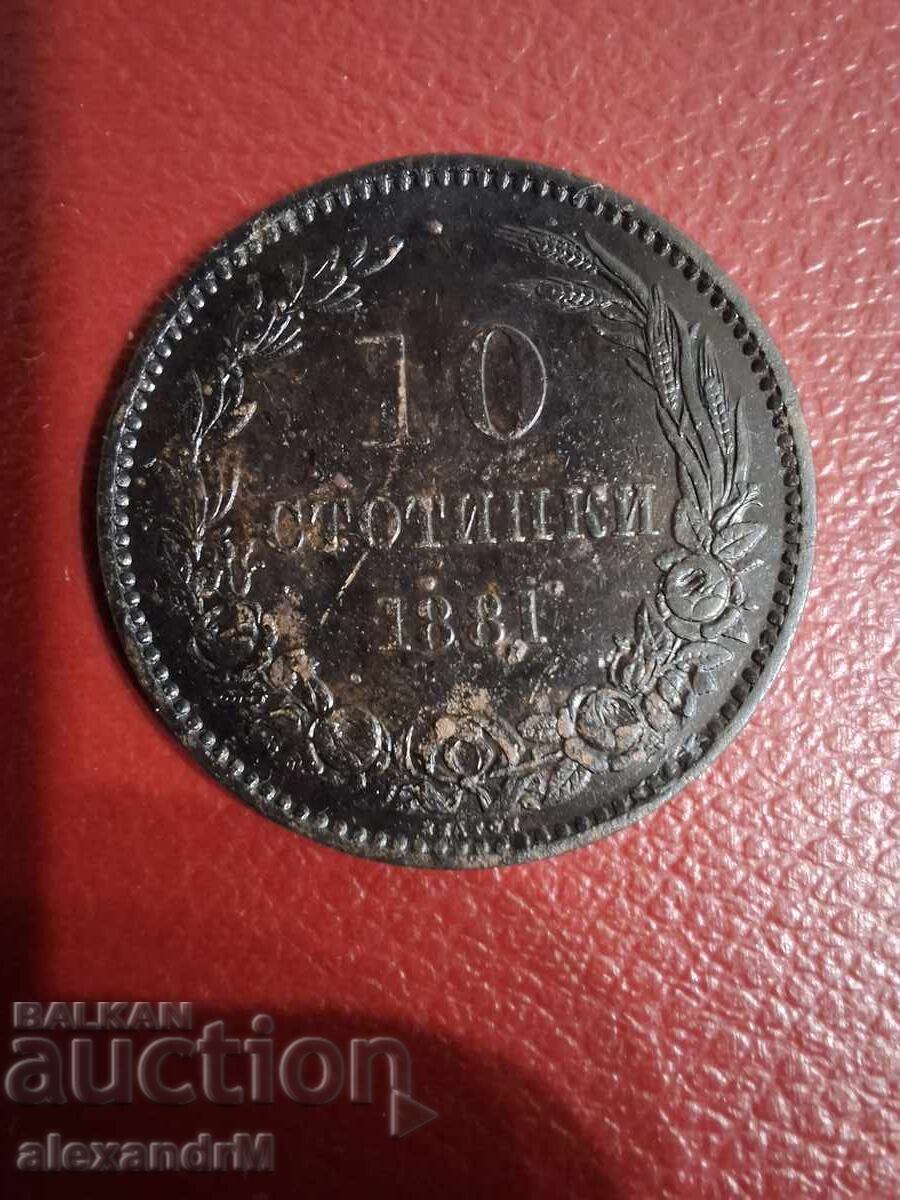 10
СТОТИНКИ
1881
BALKAN
auction
alexandrM